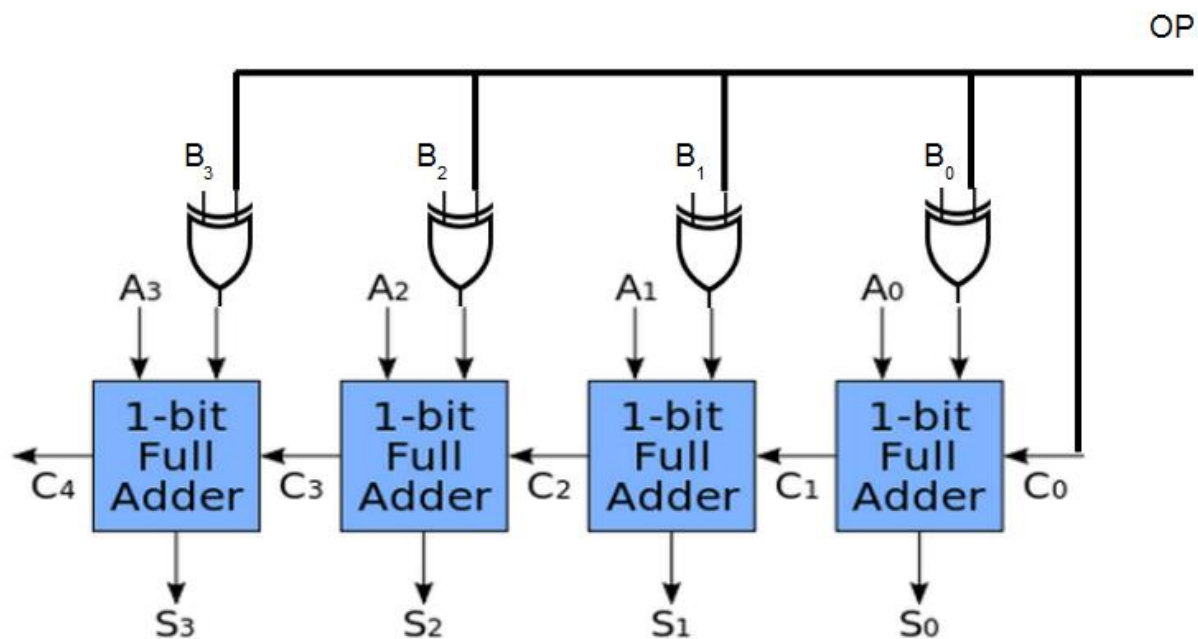 OP
B3 B2 B1 B0
A3 A2 A1 A0
1-bit Full Adder 1-bit Full Adder 1-bit Full Adder 1-bit Full Adder
C4 C3 C2 C1 C0
S3 S2 S1 S0